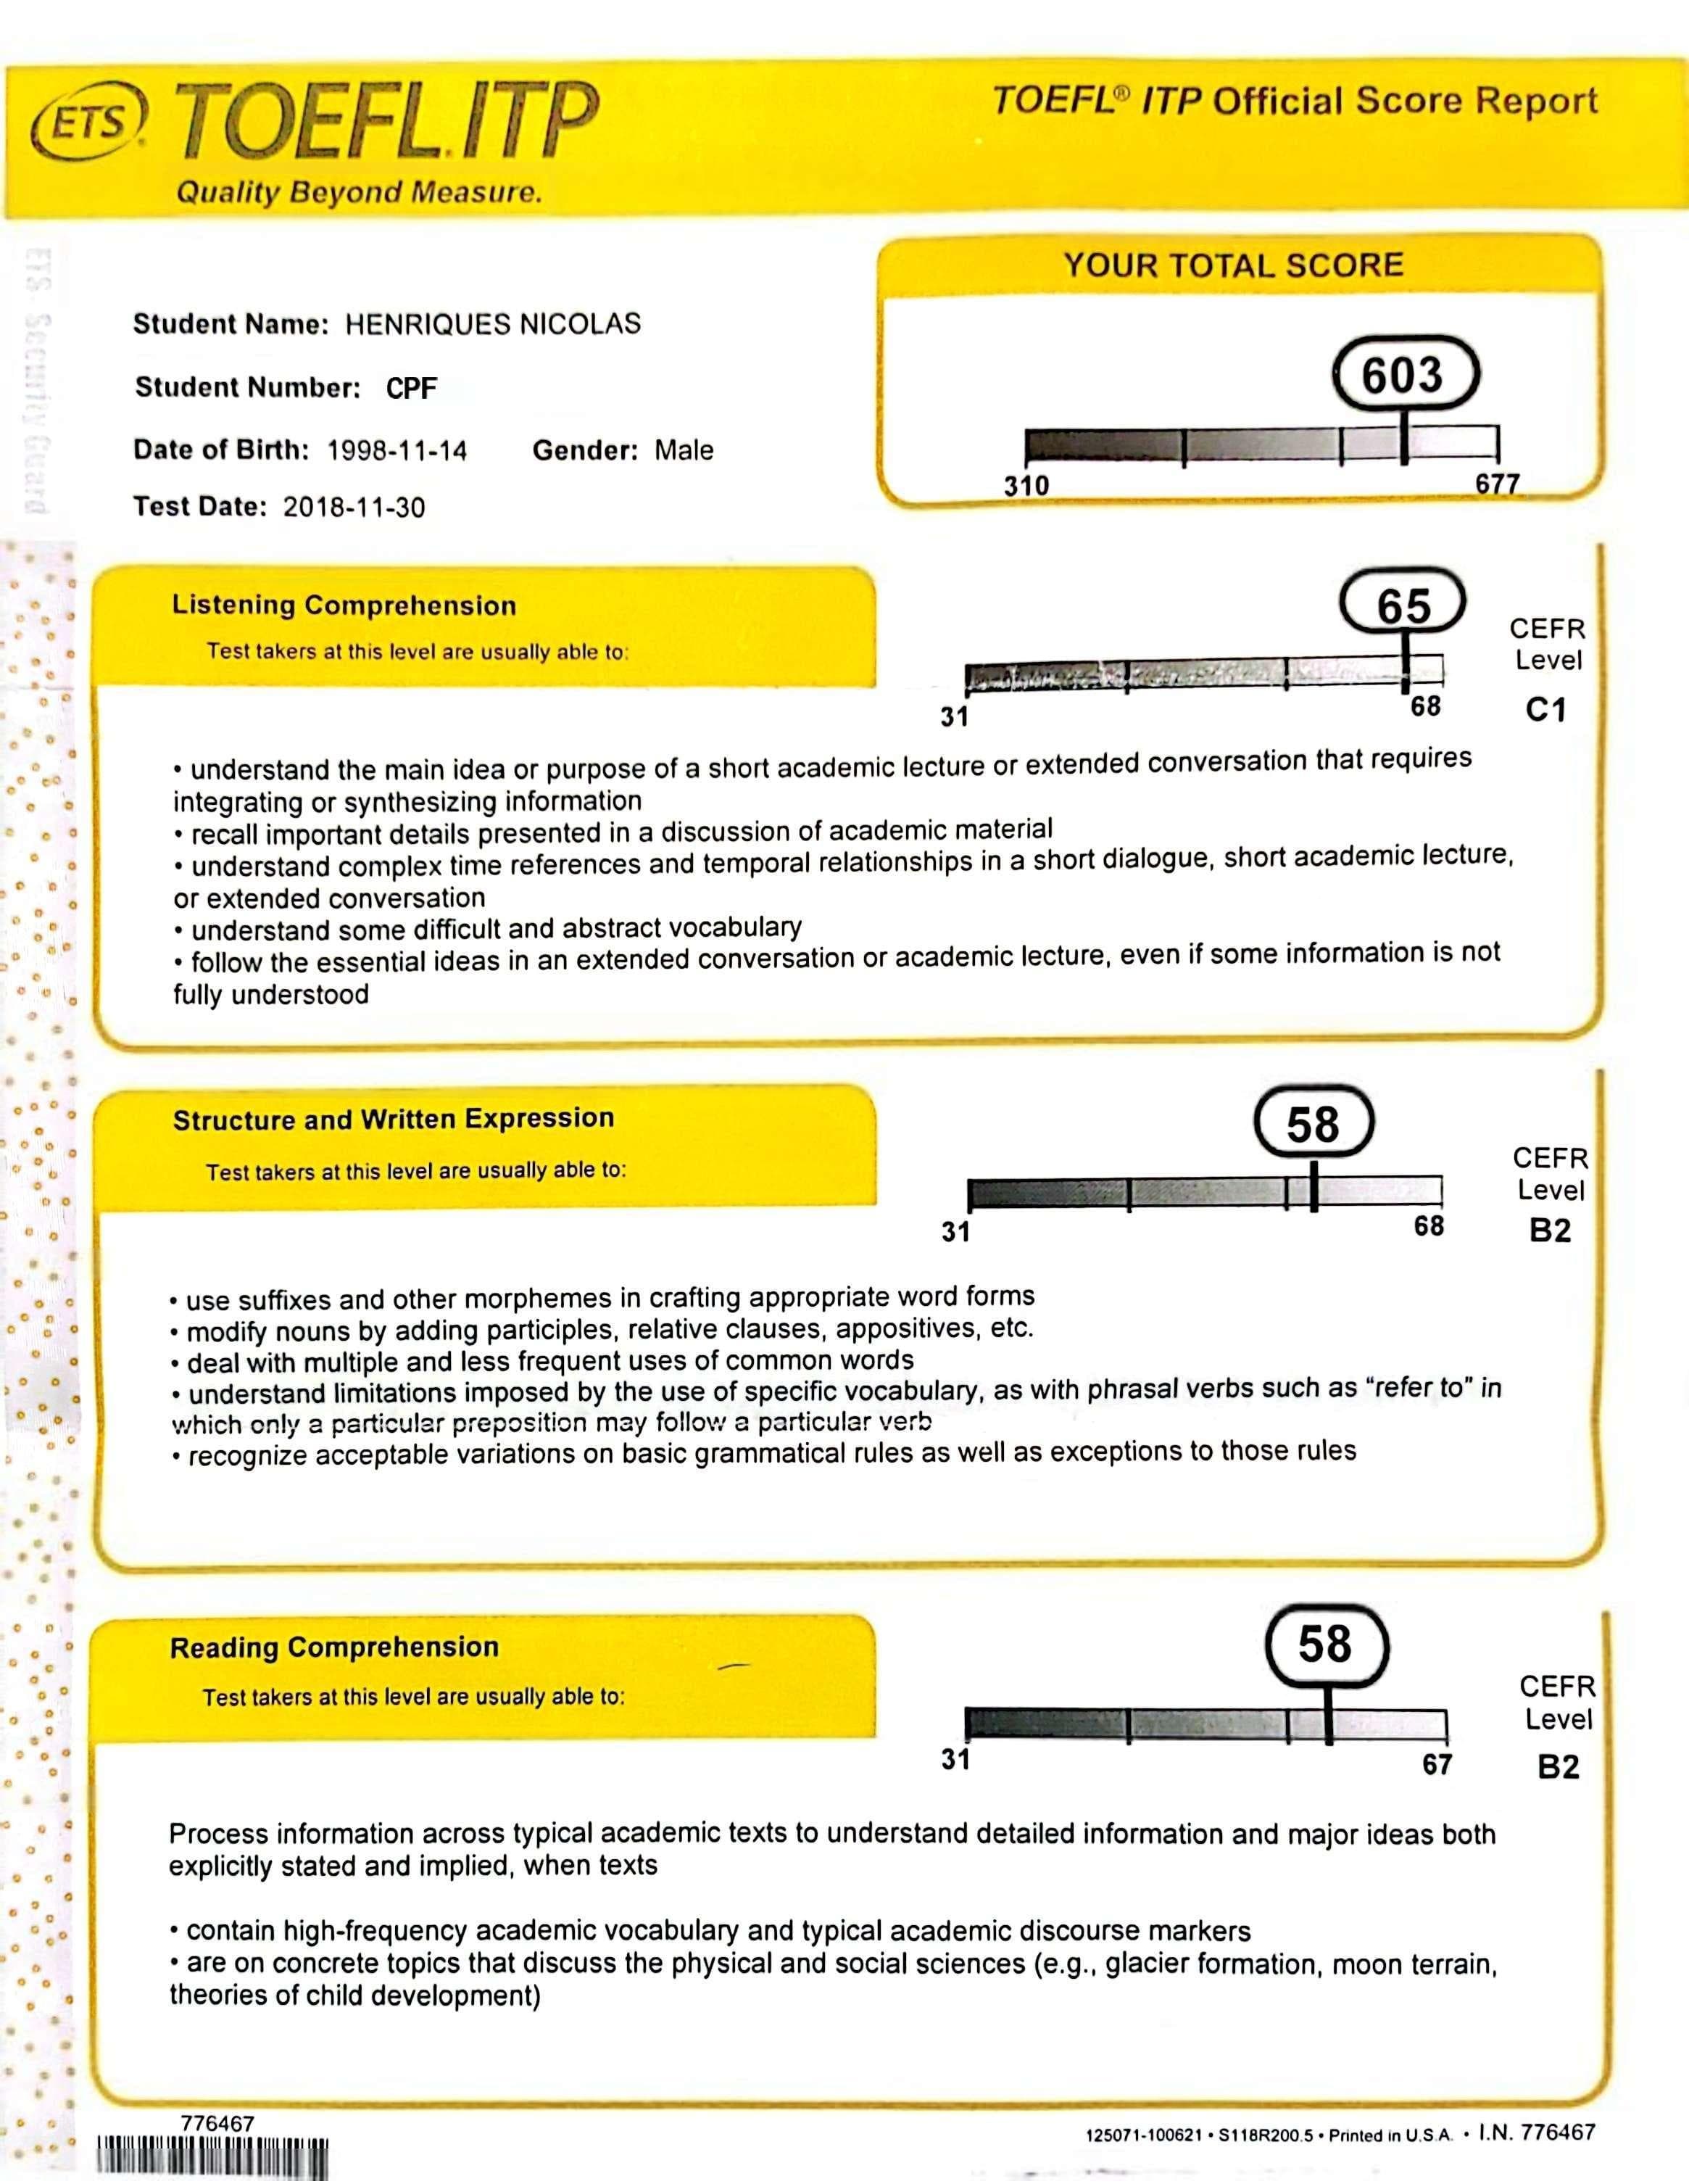 ETS TOEFL ITP
Quality Beyond Measure.
TOEFL® ITP Official Score Report
ETS Security Guard
Student Name: HENRIQUES NICOLAS
Student Number: CPF
Date of Birth: 1998-11-14 Gender: Male
Test Date: 2018-11-30
YOUR TOTAL SCORE
603
310 677
Listening Comprehension
Test takers at this level are usually able to:
65
31 68
CEFR
Level
C1
• understand the main idea or purpose of a short academic lecture or extended conversation that requires
integrating or synthesizing information
• recall important details presented in a discussion of academic material
• understand complex time references and temporal relationships in a short dialogue, short academic lecture,
or extended conversation
• understand some difficult and abstract vocabulary
• follow the essential ideas in an extended conversation or academic lecture, even if some information is not
fully understood
Structure and Written Expression
Test takers at this level are usually able to:
58
31 68
CEFR
Level
B2
• use suffixes and other morphemes in crafting appropriate word forms
• modify nouns by adding participles, relative clauses, appositives, etc.
• deal with multiple and less frequent uses of common words
• understand limitations imposed by the use of specific vocabulary, as with phrasal verbs such as “refer to” in
which only a particular preposition may follow a particular verb
• recognize acceptable variations on basic grammatical rules as well as exceptions to those rules
Reading Comprehension
Test takers at this level are usually able to:
58
31 67
CEFR
Level
B2
Process information across typical academic texts to understand detailed information and major ideas both
explicitly stated and implied, when texts
• contain high-frequency academic vocabulary and typical academic discourse markers
• are on concrete topics that discuss the physical and social sciences (e.g., glacier formation, moon terrain,
theories of child development)
776467
125071-100621 • S118R200.5 • Printed in U.S.A. • I.N. 776467